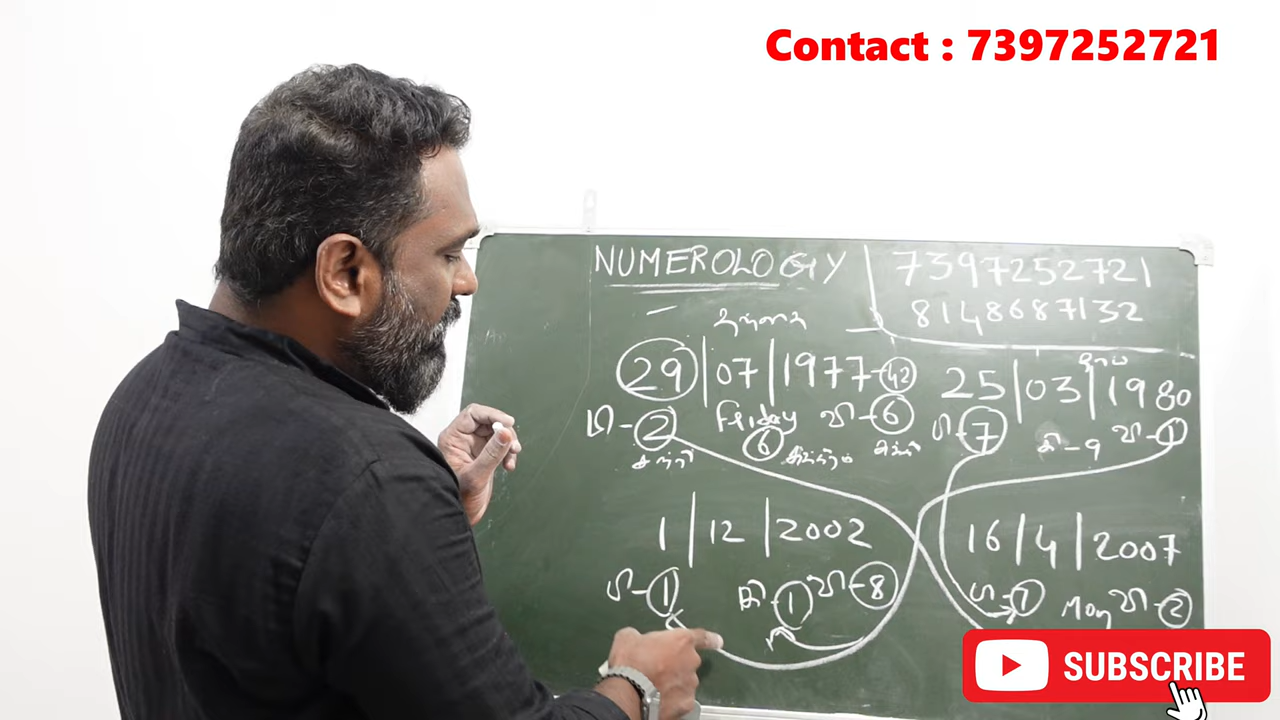 Contact : 7397252721
NUMEROLOGY
7397252721
8148687132
29 | 07 | 1977 - 42
25 | 03 | 1980
வி - 6
7
Friday
6
வி - 1
கி - 9
2
1 | 12 | 2002
16 | 4 | 2007
1
கி - 1
வி - 8
7
Mon
வி - 2
SUBSCRIBE